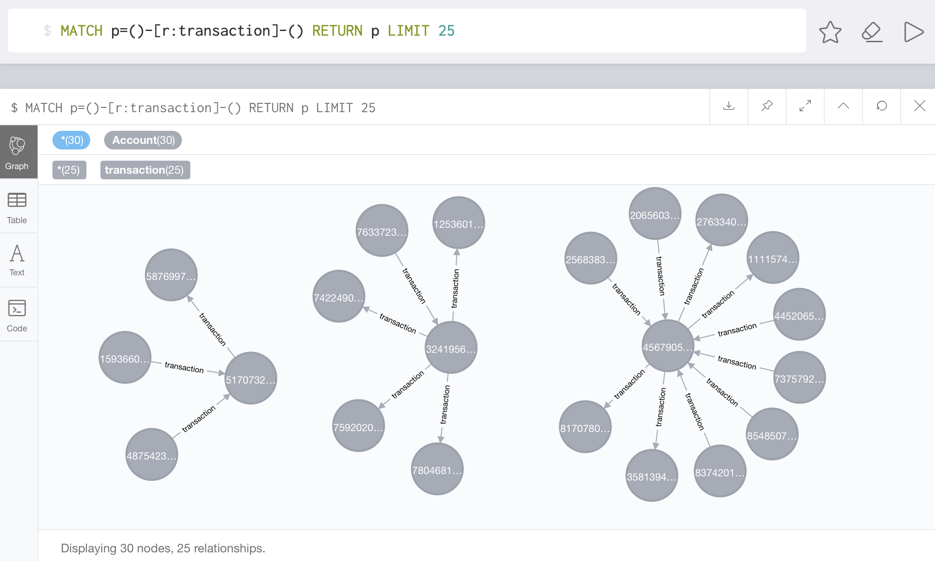 $ MATCH p=()-[r:transaction]-() RETURN p LIMIT 25
$ MATCH p=()-[r:transaction]-() RETURN p LIMIT 25
*(30) Account(30)
*(25) transaction(25)
Graph
Table
Text
Code
5876997...
1593660...
5170732...
4875423...
transaction
transaction
transaction
7633723...
1253601...
7422490...
3241956...
7592020...
7804681...
transaction
transaction
transaction
transaction
transaction
2065603...
2763340...
2568383...
1111574...
4452065...
4567905...
7375792...
8170780...
8548507...
3581394...
8374201...
transaction
transaction
transaction
transaction
transaction
transaction
transaction
transaction
transaction
transaction
Displaying 30 nodes, 25 relationships.